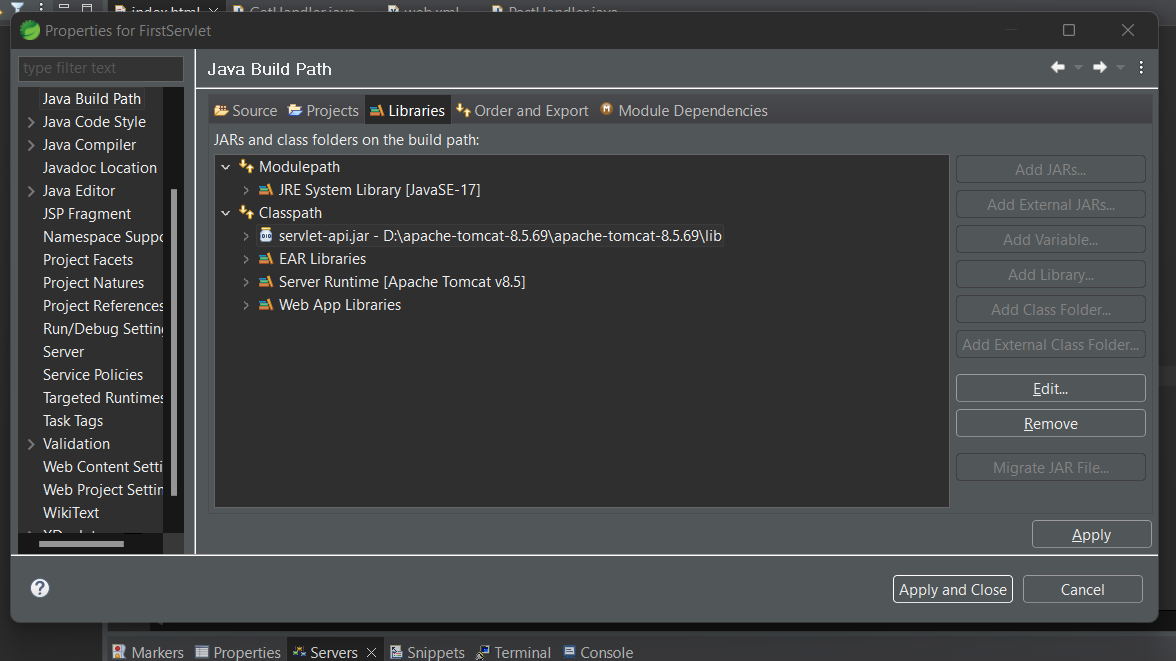 index.html
GetHandler.java
web.xml
PostHandler.java
Properties for FirstServlet
type filter text
Java Build Path
Java Build Path
Java Code Style
Java Compiler
Javadoc Location
Java Editor
JSP Fragment
Namespace Suppo
Project Facets
Project Natures
Project References
Run/Debug Setting
Server
Service Policies
Targeted Runtimes
Task Tags
Validation
Web Content Setti
Web Project Settin
WikiText
Source
Projects
Libraries
Order and Export
Module Dependencies
JARs and class folders on the build path:
Modulepath
JRE System Library [JavaSE-17]
Classpath
servlet-api.jar - D:\apache-tomcat-8.5.69\apache-tomcat-8.5.69\lib
EAR Libraries
Server Runtime [Apache Tomcat v8.5]
Web App Libraries
Add JARs...
Add External JARs...
Add Variable...
Add Library...
Add Class Folder...
Add External Class Folder...
Edit...
Remove
Migrate JAR File...
Apply
Apply and Close
Cancel
Markers
Properties
Servers
Snippets
Terminal
Console